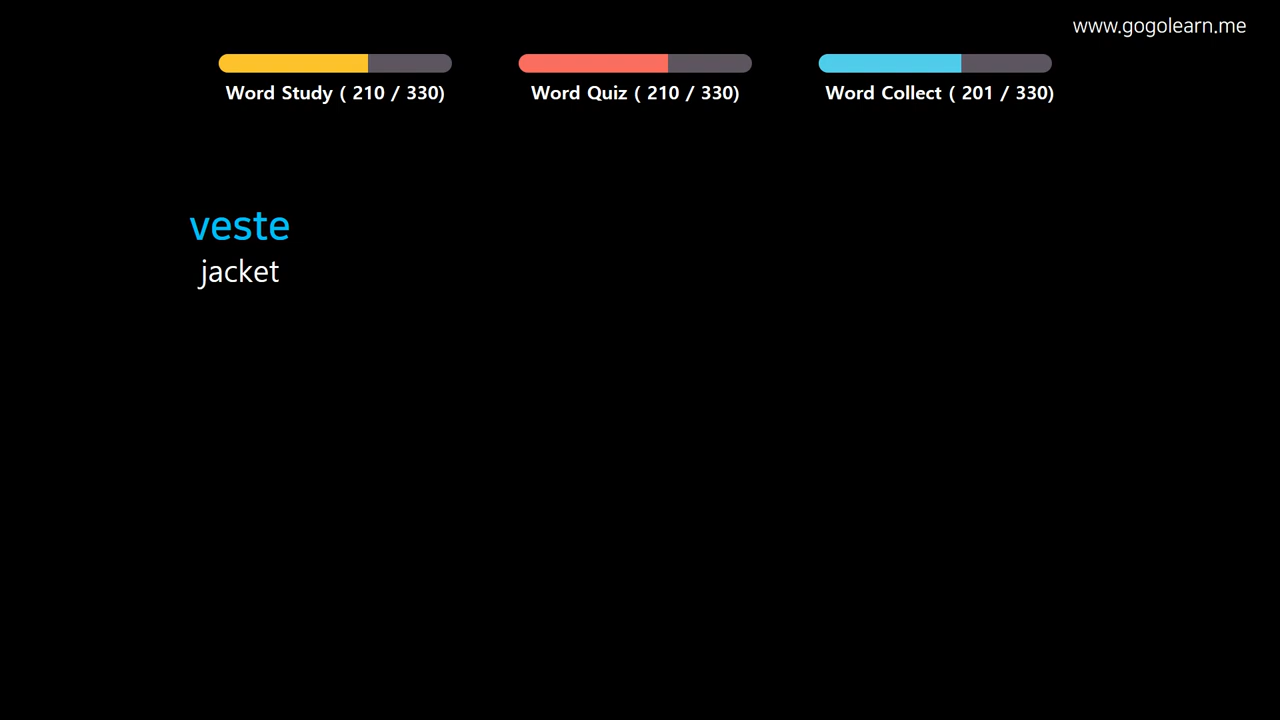 www.gogolearn.me
Word Study ( 210 / 330)
Word Quiz ( 210 / 330)
Word Collect ( 201 / 330)
veste
jacket